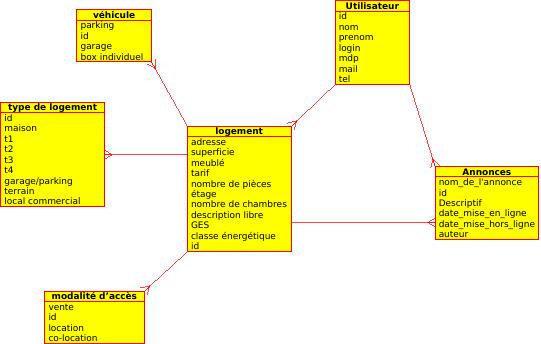 véhicule
parking
id
garage
box individuel
Utilisateur
id
nom
prenom
login
mdp
mail
tel
type de logement
id
maison
t1
t2
t3
t4
garage/parking
terrain
local commercial
logement
adresse
superficie
meublé
tarif
nombre de pièces
étage
nombre de chambres
description libre
GES
classe énergétique
id
Annonces
nom_de_l'annonce
id
Descriptif
date_mise_en_ligne
date_mise_hors_ligne
auteur
modalité d'accès
vente
id
location
co-location